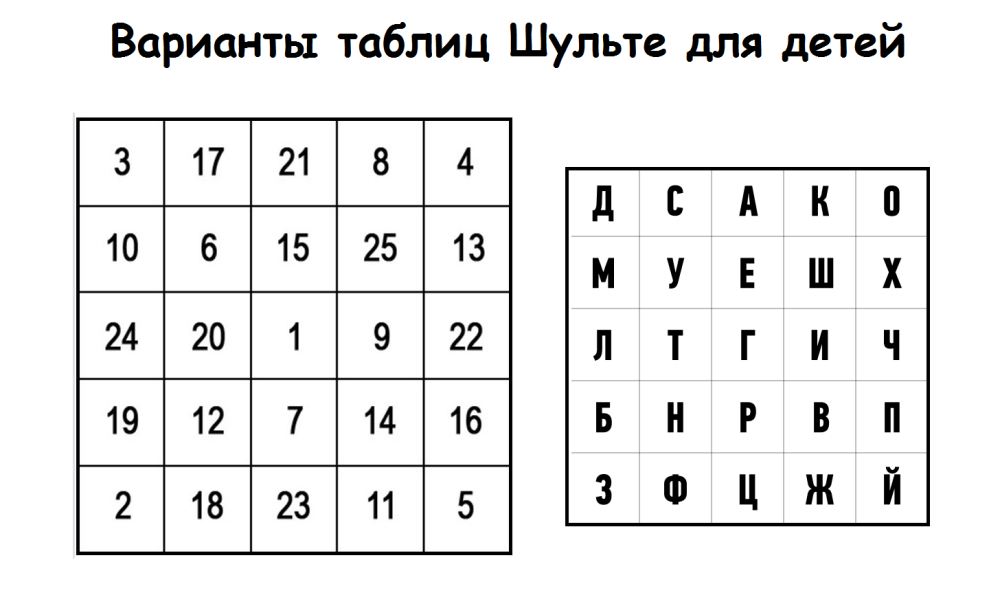 Варианты таблиц Шульте для детей
3 17 21 8 4
10 6 15 25 13
24 20 1 9 22
19 12 7 14 16
2 18 23 11 5
Д С А К О
М У Е Ш Х
Л Т Г И Ч
Б Н Р В П
З Ф Ц Ж Й